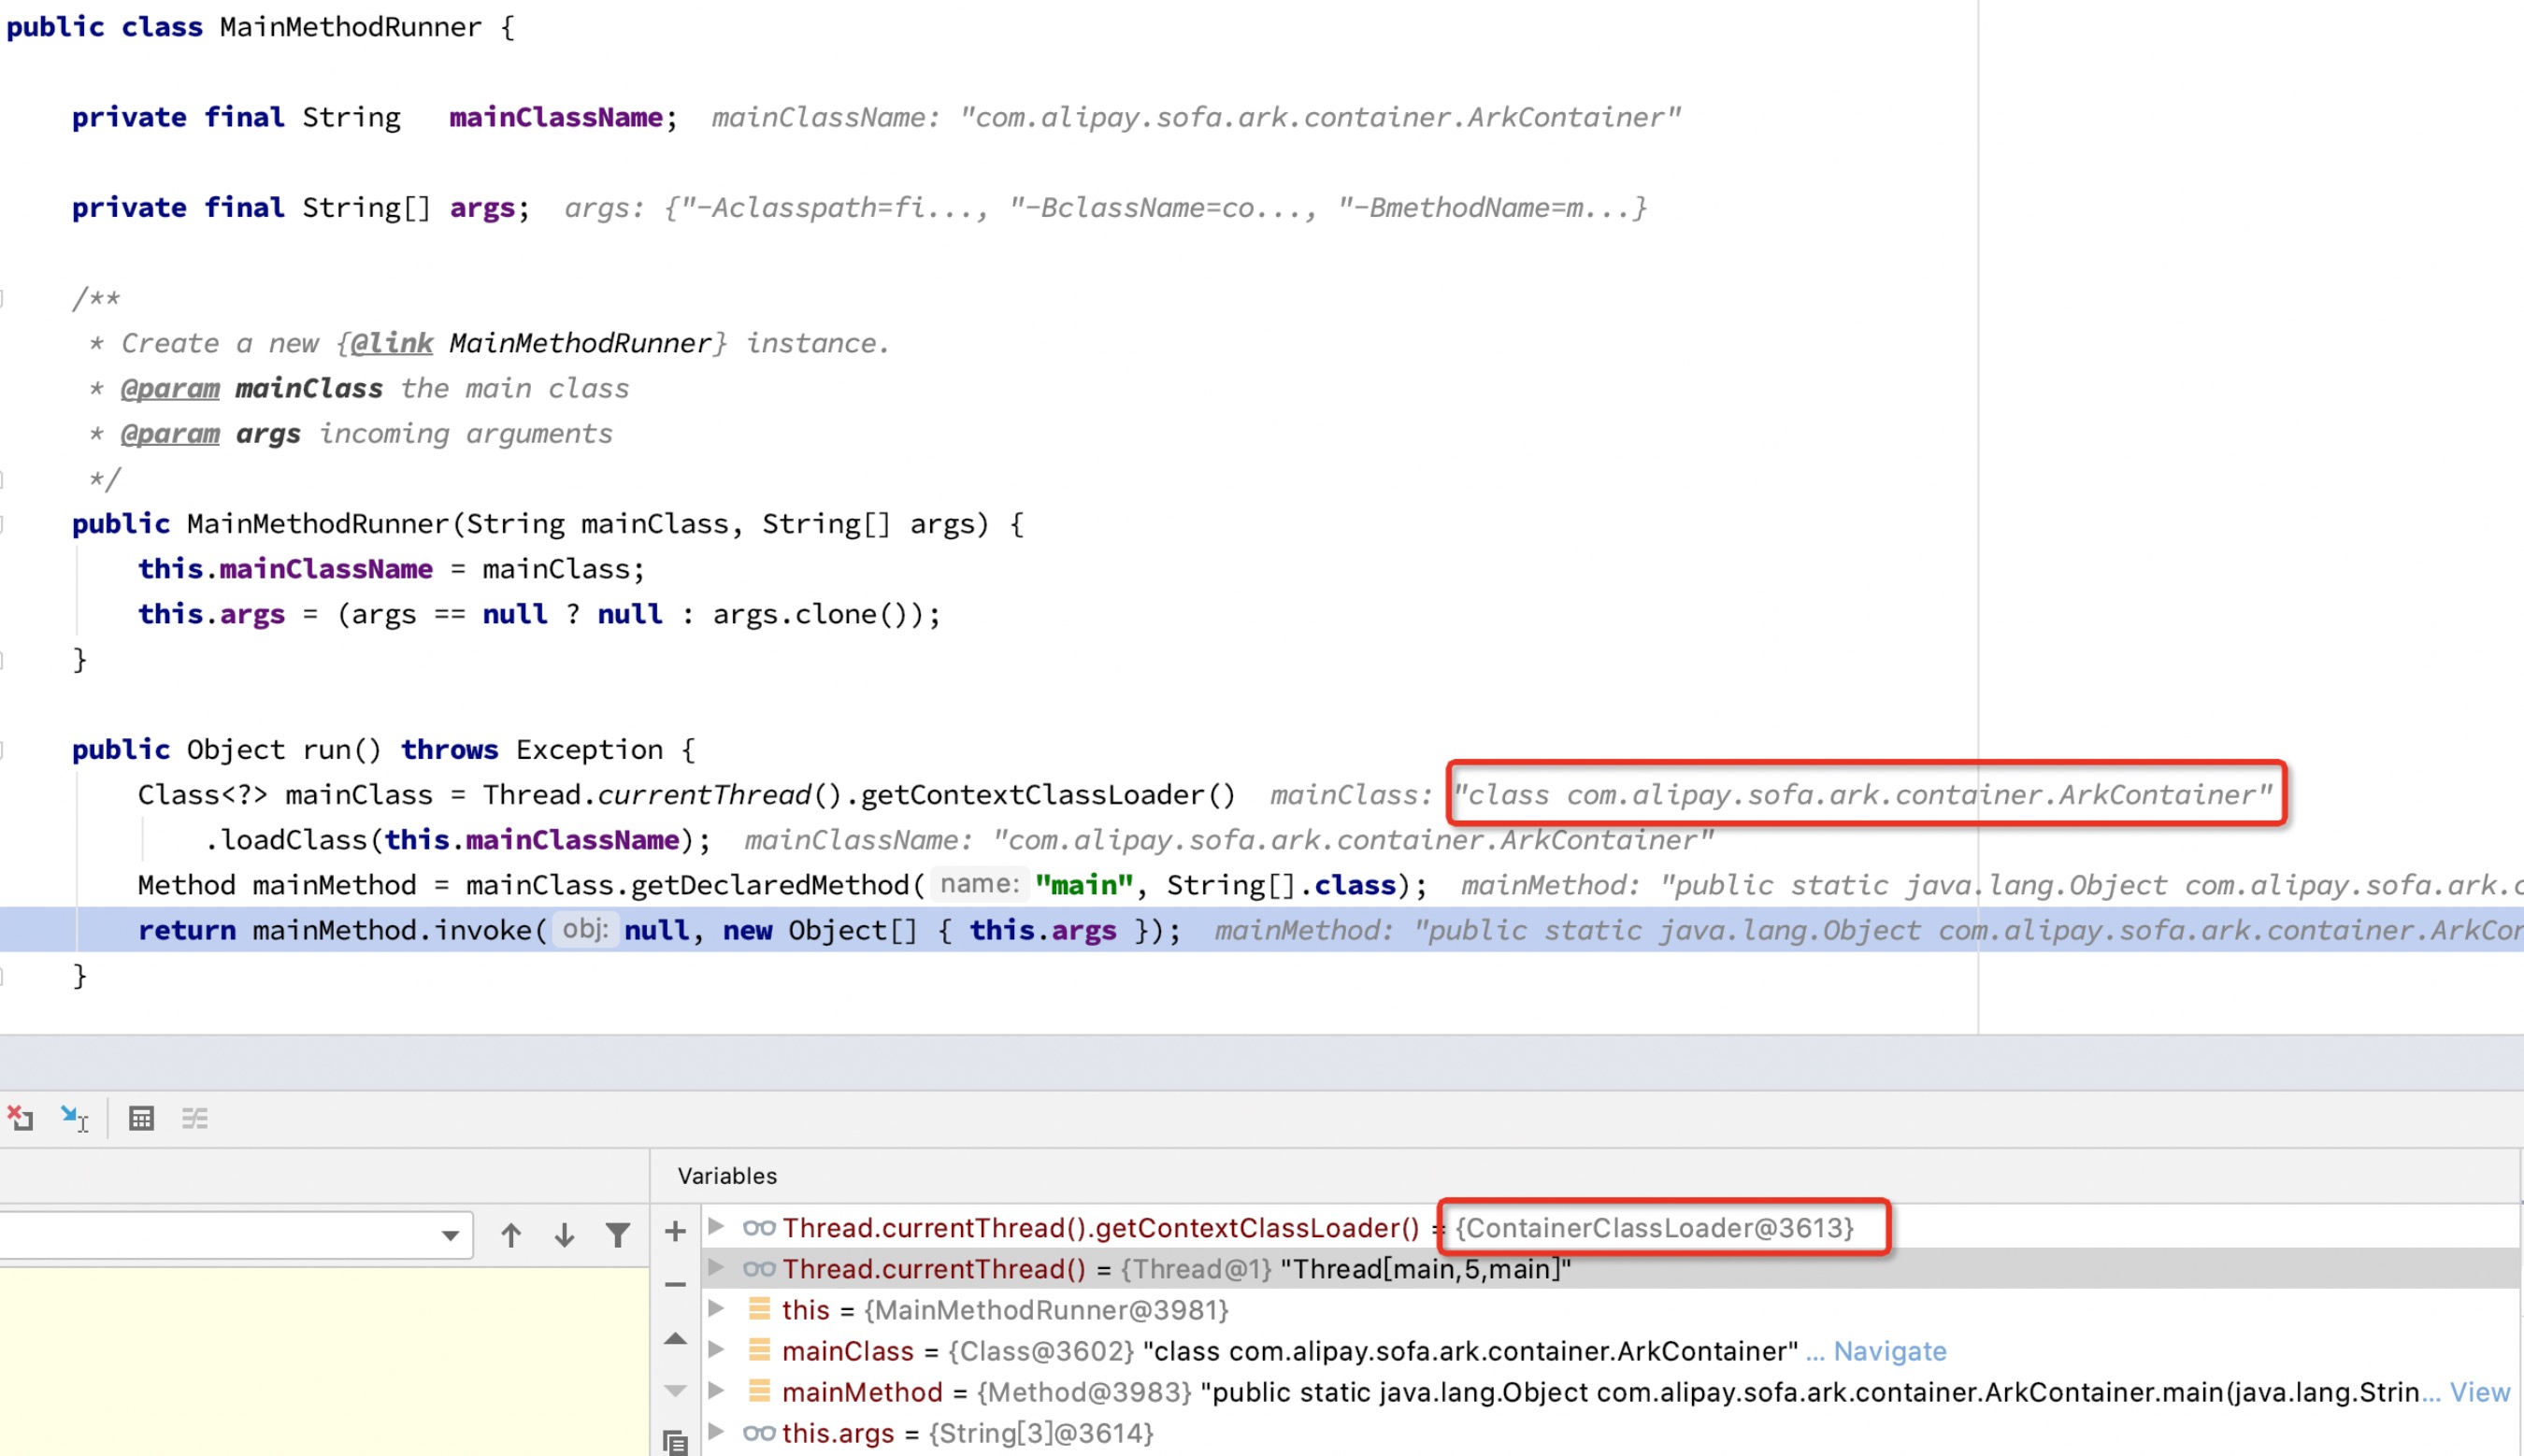 public class MainMethodRunner {
private final String mainClassName; mainClassName: "com.alipay.sofa.ark.container.ArkContainer"
private final String[] args; args: {"-Aclasspath=fi..., "-BclassName=co..., "-BmethodName=m...}
/**
* Create a new {@link MainMethodRunner} instance.
* @param mainClass the main class
* @param args incoming arguments
*/
public MainMethodRunner(String mainClass, String[] args) {
this.mainClassName = mainClass;
this.args = (args == null ? null : args.clone());
}
public Object run() throws Exception {
Class<?> mainClass = Thread.currentThread().getContextClassLoader() mainClass: "class com.alipay.sofa.ark.container.ArkContainer"
.loadClass(this.mainClassName); mainClassName: "com.alipay.sofa.ark.container.ArkContainer"
Method mainMethod = mainClass.getDeclaredMethod( name: "main", String[].class); mainMethod: "public static java.lang.Object com.alipay.sofa.ark.c
return mainMethod.invoke( obj: null, new Object[] { this.args }); mainMethod: "public static java.lang.Object com.alipay.sofa.ark.container.ArkCon
}
Variables
Thread.currentThread().getContextClassLoader() = {ContainerClassLoader@3613}
Thread.currentThread() = {Thread@1} "Thread[main,5,main]"
this = {MainMethodRunner@3981}
mainClass = {Class@3602} "class com.alipay.sofa.ark.container.ArkContainer" ... Navigate
mainMethod = {Method@3983} "public static java.lang.Object com.alipay.sofa.ark.container.ArkContainer.main(java.lang.Strin... View
this.args = {String[3]@3614}